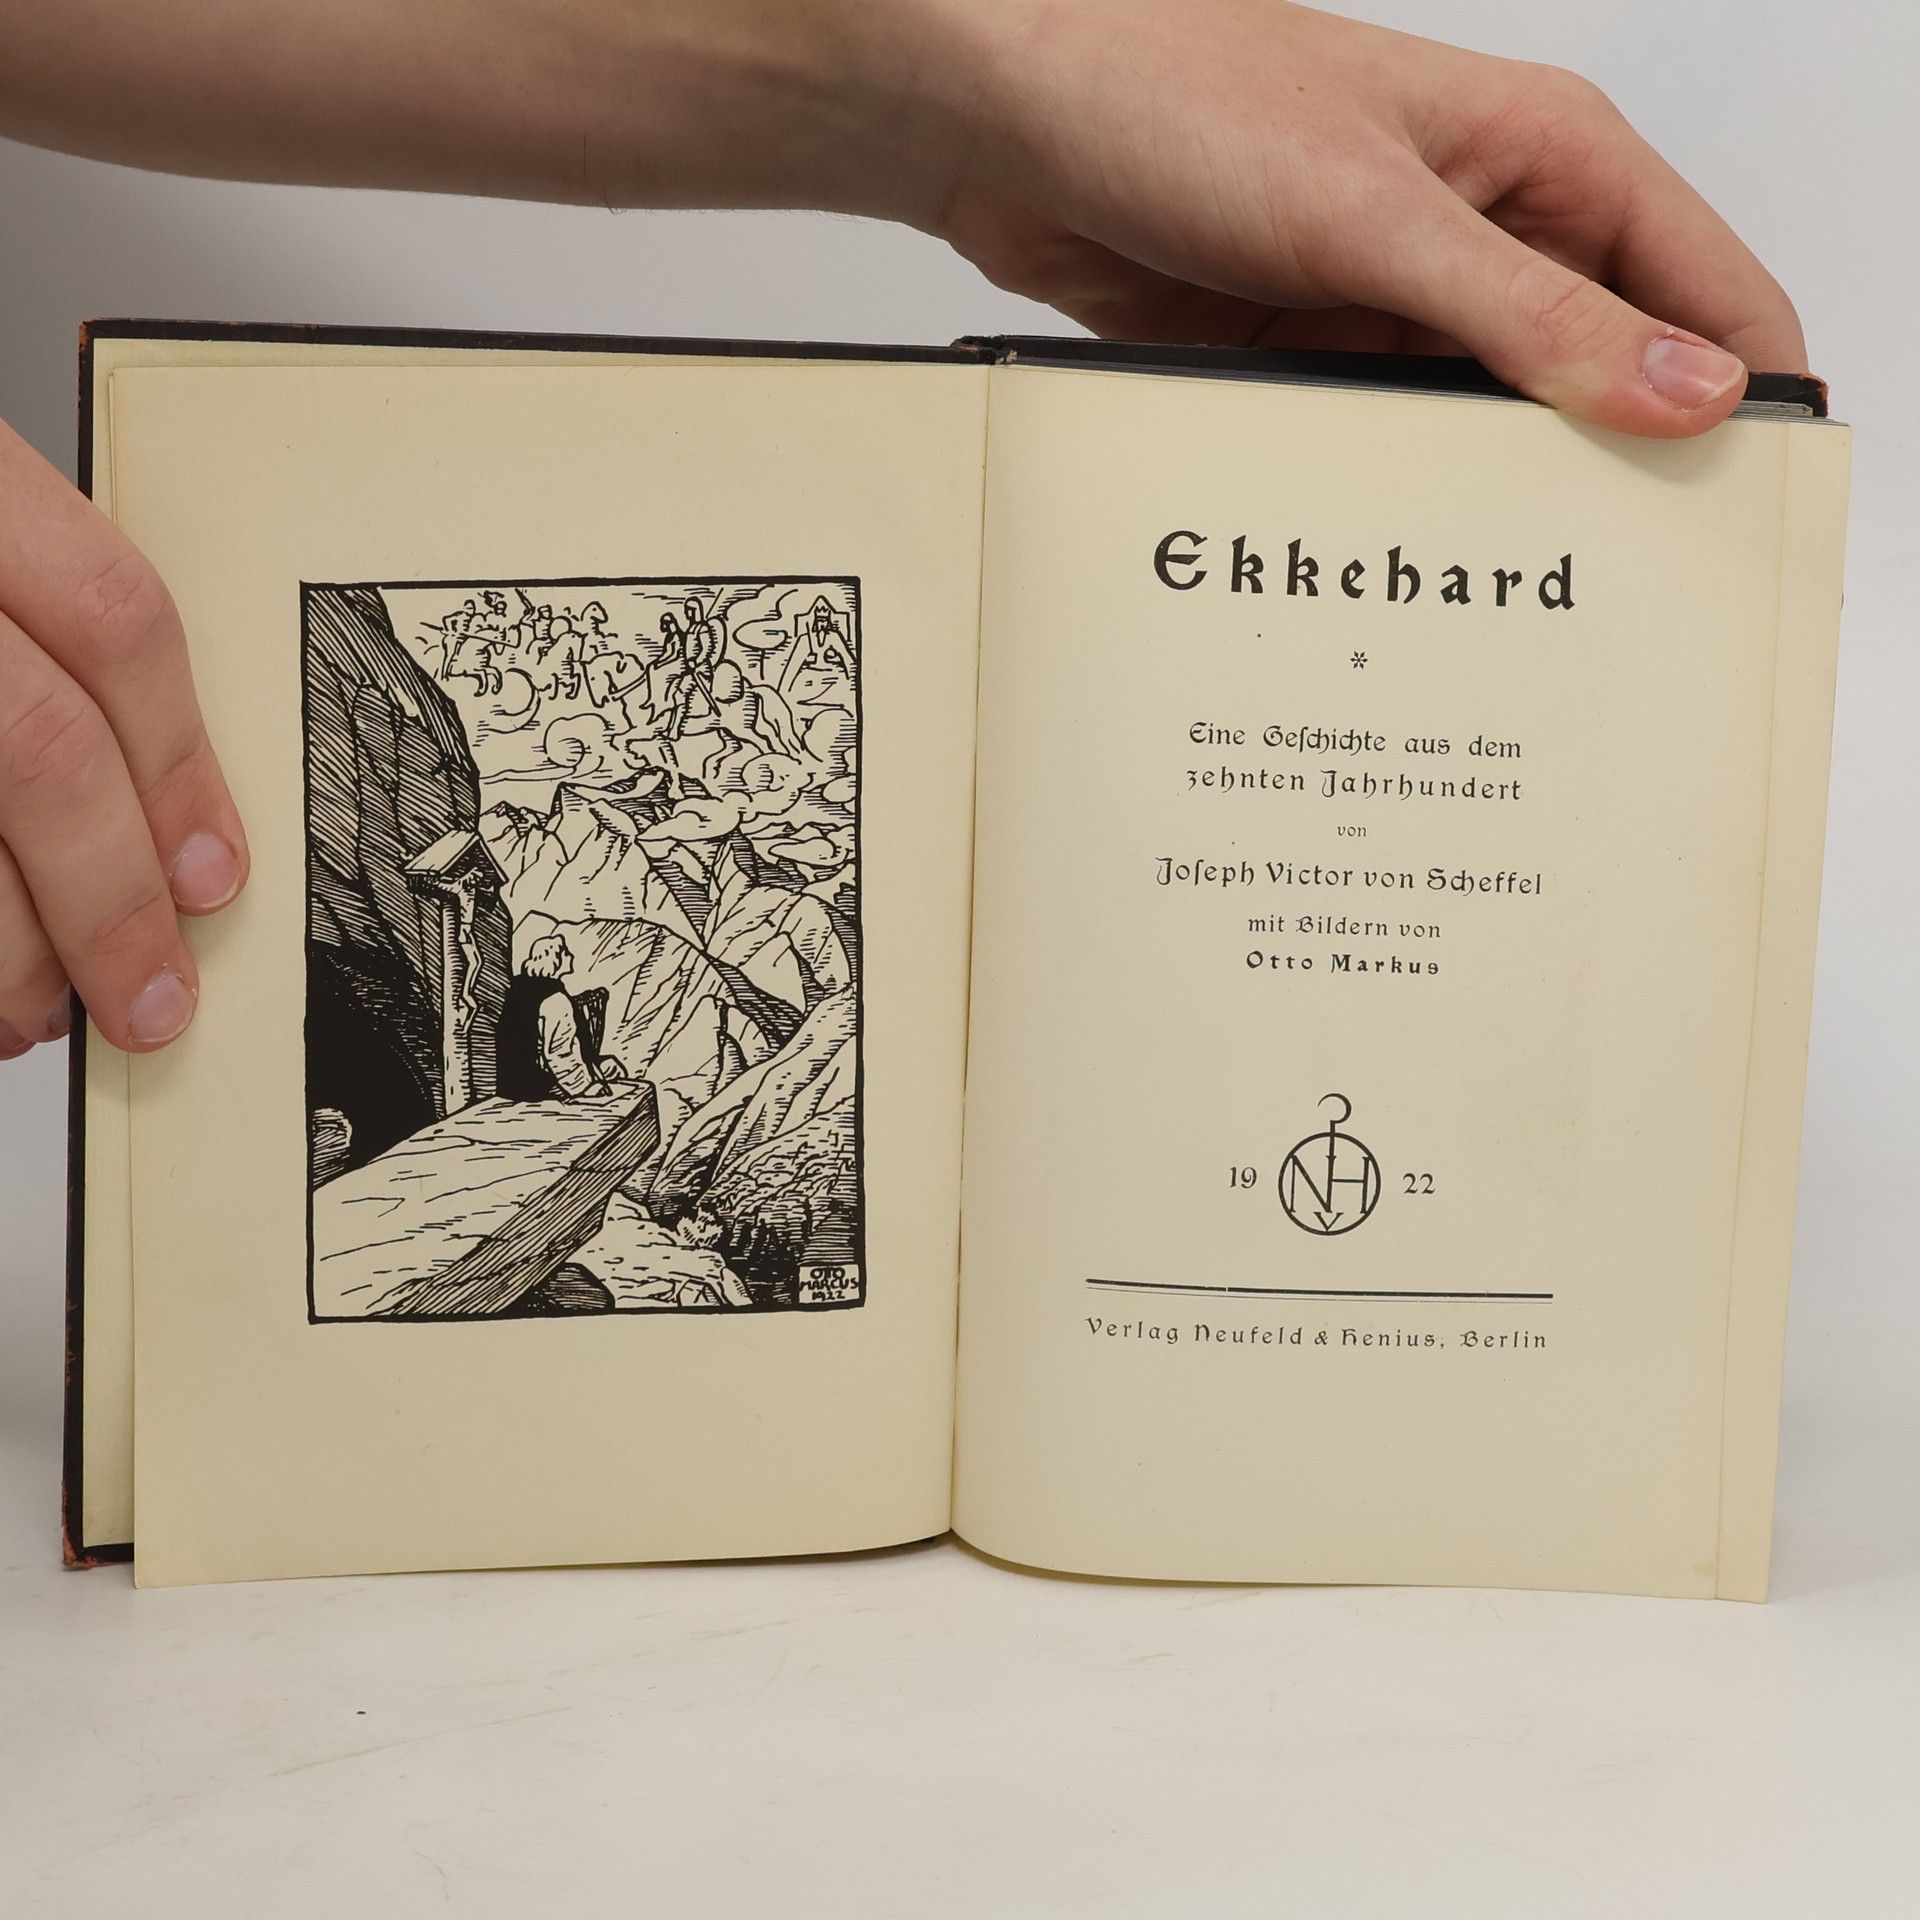 OTTO
MARCUS
1922
Ekkehard
*
Eine Geſchichte aus dem
zehnten Jahrhundert
von
Joſeph Victor von Scheffel
mit Bildern von
Otto Markus
19 NHV 22
Verlag Neufeld & Henius, Berlin